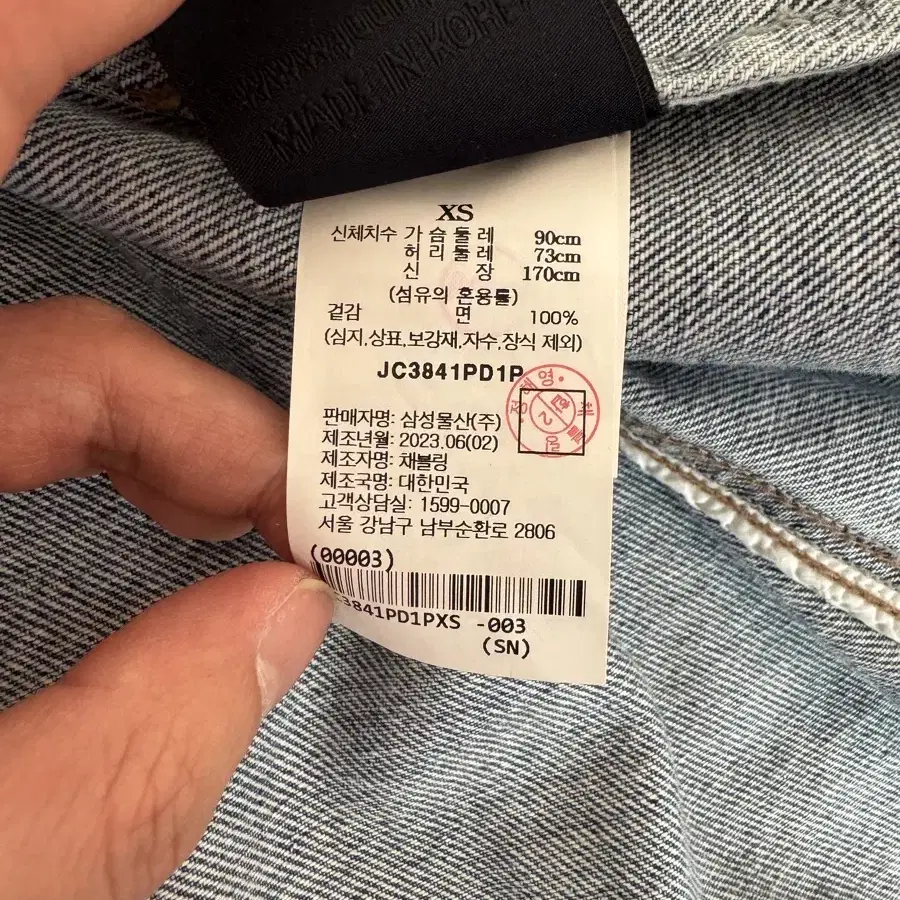 MADE IN KOREA
XS
신체치수 가 슴 둘 레 90cm
허 리 둘 레 73cm
신 장 170cm
(섬유의 혼용률)
겉감 면 100%
(심지,상표,보강재,자수,장식 제외)
JC3841PD1P
판매자명: 삼성물산(주)
제조년월: 2023.06(02)
제조자명: 채블링
제조국명: 대한민국
고객상담실: 1599-0007
서울 강남구 남부순환로 2806
(00003)
3841PD1PXS -003
(SN)